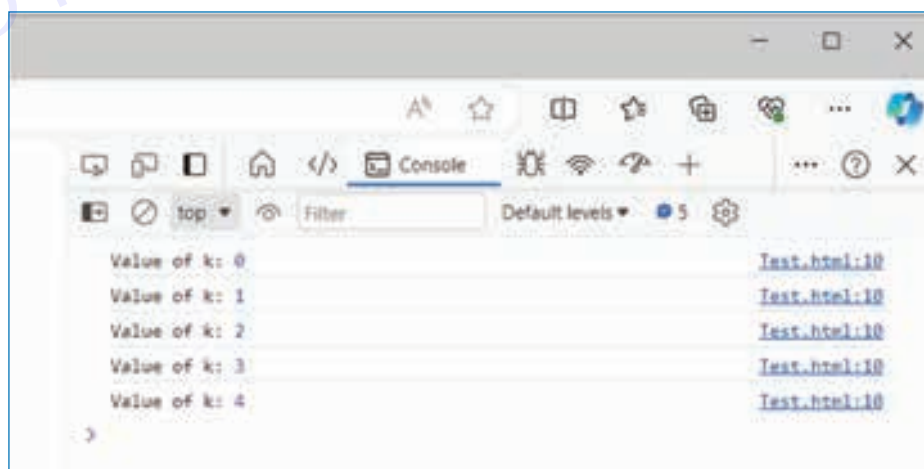 Console
top Filter Default levels 5
Value of k: 0 Test.html:10
Value of k: 1 Test.html:10
Value of k: 2 Test.html:10
Value of k: 3 Test.html:10
Value of k: 4 Test.html:10